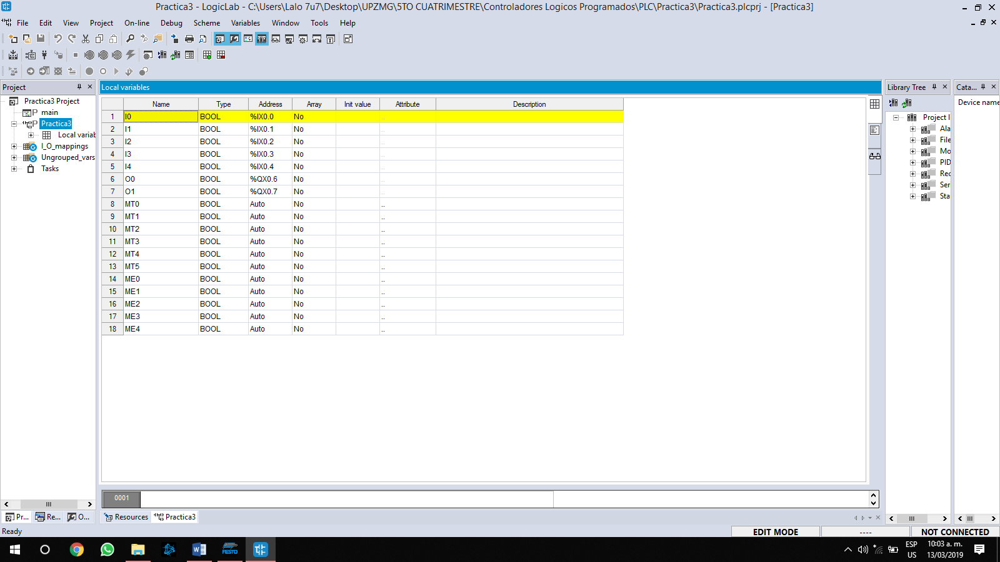 Practica3 - LogicLab - C:\Users\Lalo 7u7\Desktop\UPZMG\5TO CUATRIMESTRE\Controladores Logicos Programados\PLC\Practica3\Practica3.plcprj - [Practica3]
File Edit View Project On-line Debug Scheme Variables Window Tools Help
Project
Practica3 Project
main
Practica3
Local variab
I_O_mappings
Ungrouped_vars
Tasks
Pr... Re... O...
Local variables
Name Type Address Array Init value Attribute Description
1 I0 BOOL %IX0.0 No ..
2 I1 BOOL %IX0.1 No ..
3 I2 BOOL %IX0.2 No ..
4 I3 BOOL %IX0.3 No ..
5 I4 BOOL %IX0.4 No ..
6 O0 BOOL %QX0.6 No ..
7 O1 BOOL %QX0.7 No ..
8 MT0 BOOL Auto No ..
9 MT1 BOOL Auto No ..
10 MT2 BOOL Auto No ..
11 MT3 BOOL Auto No ..
12 MT4 BOOL Auto No ..
13 MT5 BOOL Auto No ..
14 ME0 BOOL Auto No ..
15 ME1 BOOL Auto No ..
16 ME2 BOOL Auto No ..
17 ME3 BOOL Auto No ..
18 ME4 BOOL Auto No ..
0001
Resources Practica3
Library Tree
Project l
Ala
File
Mo
PID
Rec
Ser
Sta
Cata...
Device name
Ready
EDIT MODE ---- NOT CONNECTED
FESTO
ESP
US
10:03 a. m.
13/03/2019